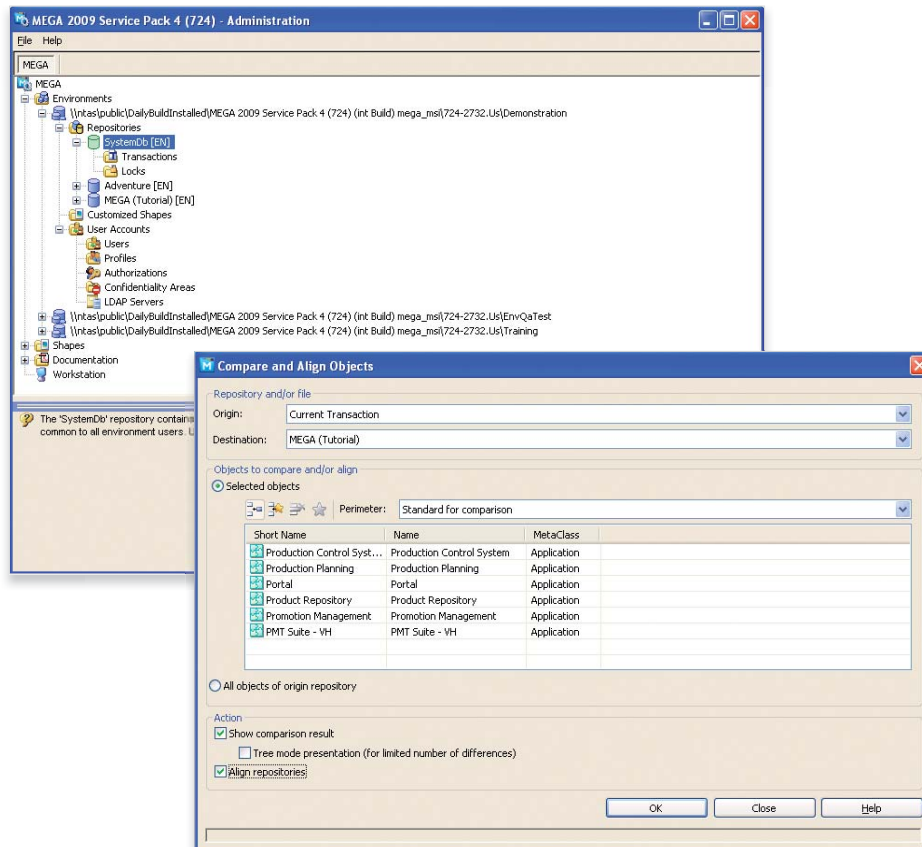 MEGA 2009 Service Pack 4 (724) - Administration
File Help
MEGA
MEGA
Environments
\\ntas\public\DailyBuildInstalled\MEGA 2009 Service Pack 4 (724) (int Build) mega_msi\724-2732.Us\Demonstration
Repositories
SystemDb [EN]
Transactions
Locks
Adventure [EN]
MEGA (Tutorial) [EN]
Customized Shapes
User Accounts
Users
Profiles
Authorizations
Confidentiality Areas
LDAP Servers
\\ntas\public\DailyBuildInstalled\MEGA 2009 Service Pack 4 (724) (int Build) mega_msi\724-2732.Us\EnvQaTest
\\ntas\public\DailyBuildInstalled\MEGA 2009 Service Pack 4 (724) (int Build) mega_msi\724-2732.Us\Training
Shapes
Documentation
Workstation
The 'SystemDb' repository contains
common to all environment users.
Compare and Align Objects
Repository and/or file
Origin: Current Transaction
Destination: MEGA (Tutorial)
Objects to compare and/or align
Selected objects
Perimeter: Standard for comparison
Short Name Name MetaClass
Production Control Syst... Production Control System Application
Production Planning Production Planning Application
Portal Portal Application
Product Repository Product Repository Application
Promotion Management Promotion Management Application
PMT Suite - VH PMT Suite - VH Application
All objects of origin repository
Action
Show comparison result
Tree mode presentation (for limited number of differences)
Align repositories
OK Close Help